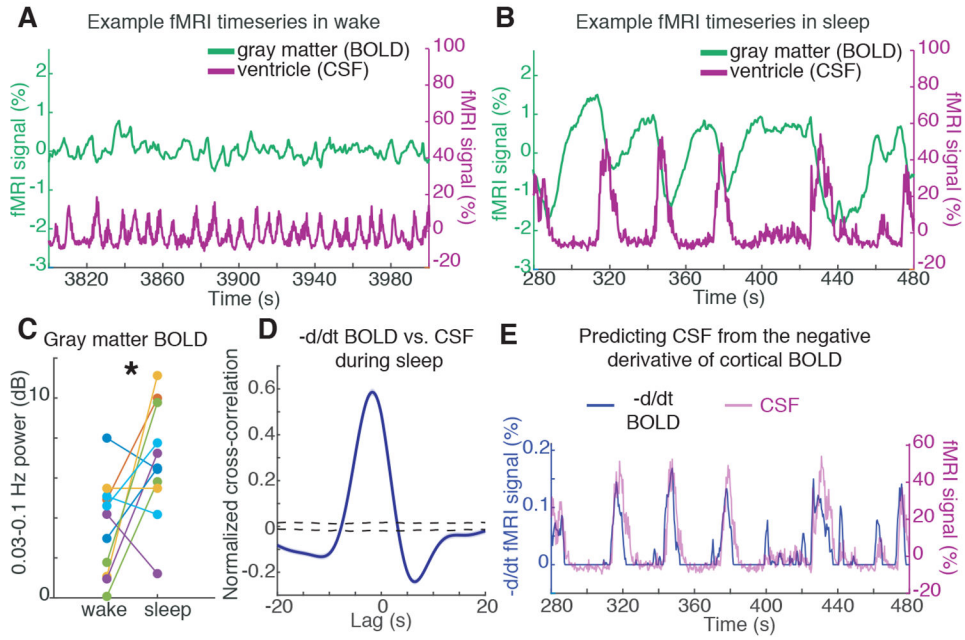 A
Example fMRI timeseries in wake
gray matter (BOLD)
ventricle (CSF)
fMRI signal (%)
2
1
0
-1
-2
-3
100
80
60
40
20
0
-20
fMRI signal (%)
3820
3860
3900
3940
3980
Time (s)
B
Example fMRI timeseries in sleep
gray matter (BOLD)
ventricle (CSF)
fMRI signal (%)
2
1
0
-1
-2
-3
100
80
60
40
20
0
-20
fMRI signal (%)
280
320
360
400
440
480
Time (s)
C
Gray matter BOLD
*
0.03-0.1 Hz power (dB)
10
0
wake
sleep
D
-d/dt BOLD vs. CSF
during sleep
Normalized cross-correlation
0.6
0.4
0.2
0
-0.2
-20
0
20
Lag (s)
E
Predicting CSF from the negative
derivative of cortical BOLD
-d/dt
BOLD
CSF
-d/dt fMRI signal (%)
0.2
0.1
0
60
40
20
0
-20
fMRI signal (%)
280
320
360
400
440
480
Time (s)